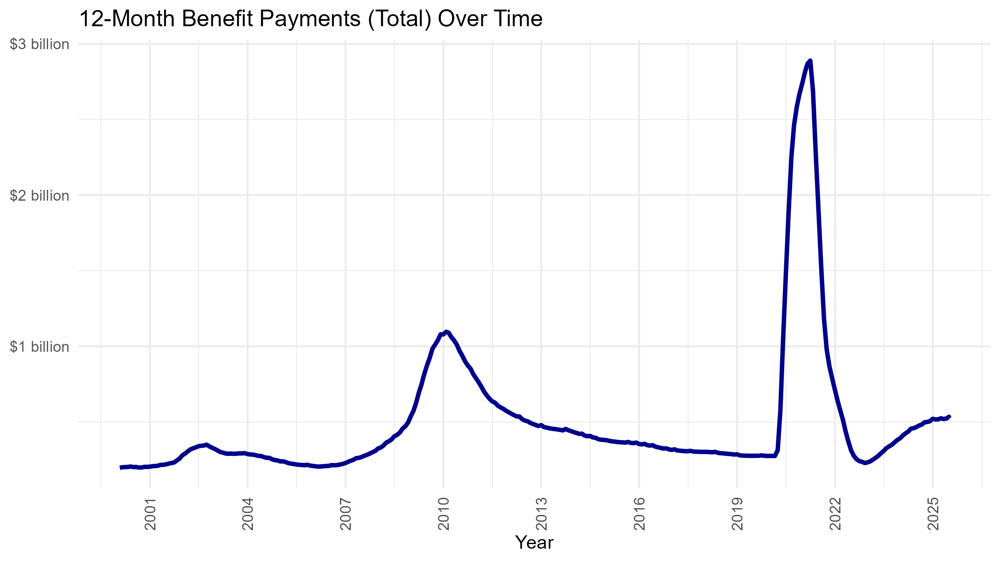 12-Month Benefit Payments (Total) Over Time
$3 billion
$2 billion
$1 billion
2001
2004
2007
2010
2013
2016
2019
2022
2025
Year